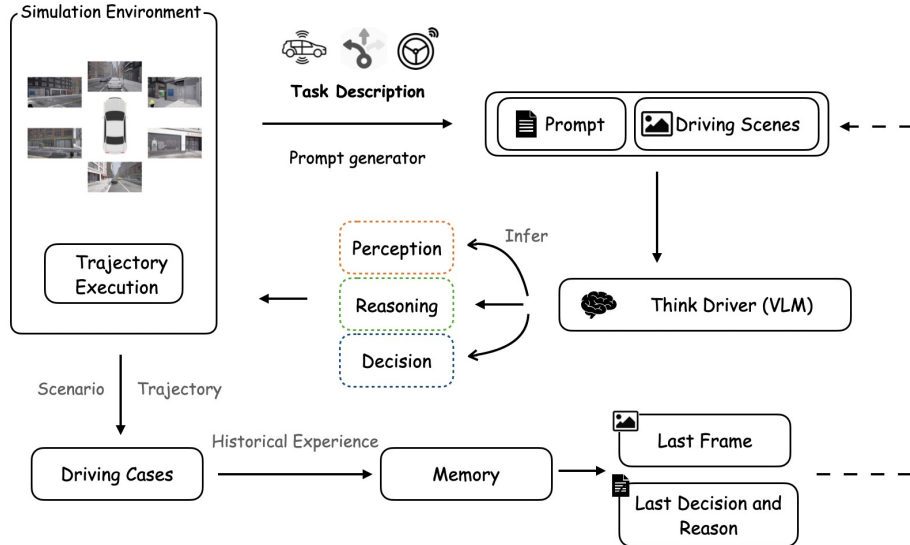 Simulation Environment
Task Description
Prompt generator
Prompt
Driving Scenes
Infer
Perception
Reasoning
Decision
Think Driver (VLM)
Trajectory
Execution
Scenario
Trajectory
Historical Experience
Driving Cases
Memory
Last Frame
Last Decision and
Reason